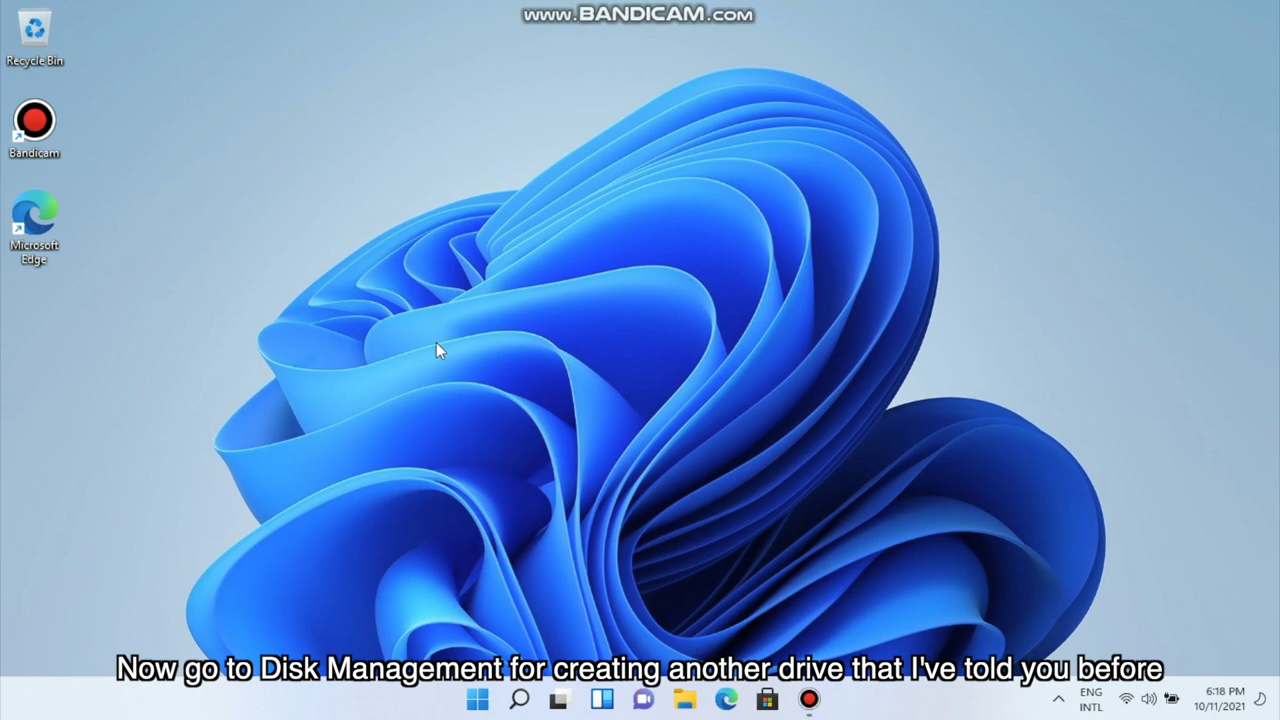 www.BANDICAM.com
Recycle Bin
Bandicam
Microsoft
Edge
Now go to Disk Management for creating another drive that I've told you before
ENG
INTL
6:18 PM
10/11/2021